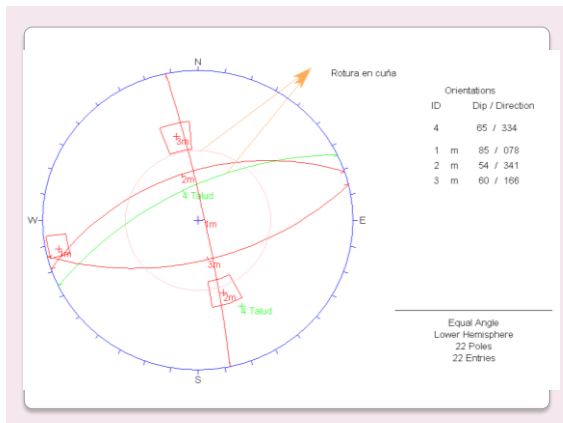 N
Rotura en cuña
Orientations
ID Dip / Direction
4 65 / 334
1 m 85 / 078
2 m 54 / 341
3 m 60 / 166
3m
2m
4 Talud
W
E
1m
1m
3m
2m
4 Talud
S
Equal Angle
Lower Hemisphere
22 Poles
22 Entries